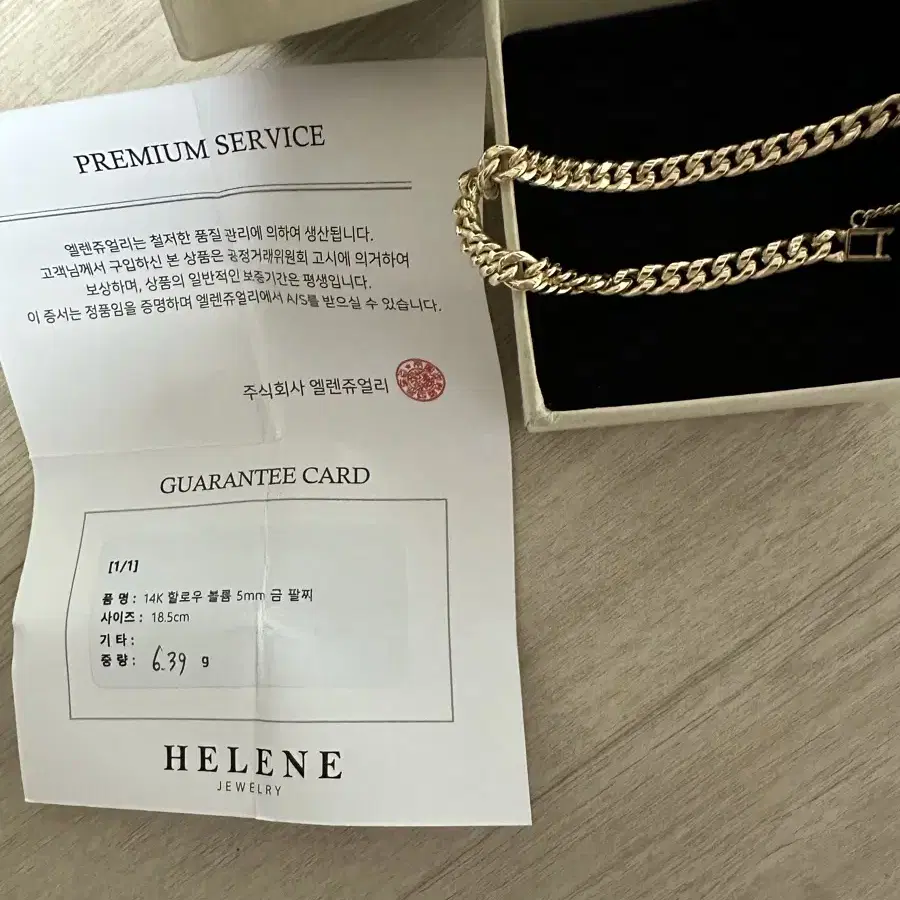 PREMIUM SERVICE
엘렌쥬얼리는 철저한 품질 관리에 의하여 생산됩니다.
고객님께서 구입하신 본 상품은 공정거래위원회 고시에 의거하여
보상하며, 상품의 일반적인 보증기간은 평생입니다.
이 증서는 정품임을 증명하며 엘렌쥬얼리에서 A/S를 받으실 수 있습니다.
주식회사 엘렌쥬얼리
GUARANTEE CARD
[1/1]
품 명 : 14K 할로우 볼륨 5mm 금 팔찌
사이즈 : 18.5cm
기 타 :
중 량 : 6.39 g
HELENE
JEWELRY